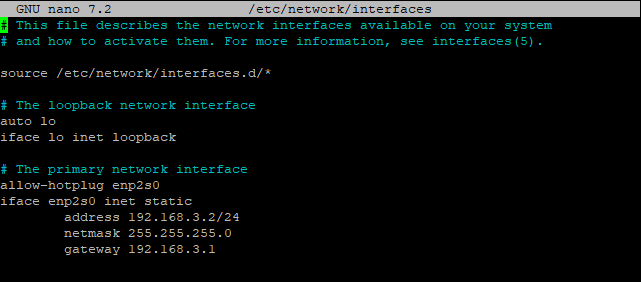 GNU nano 7.2 /etc/network/interfaces
# This file describes the network interfaces available on your system
# and how to activate them. For more information, see interfaces(5).
source /etc/network/interfaces.d/*
# The loopback network interface
auto lo
iface lo inet loopback
# The primary network interface
allow-hotplug enp2s0
iface enp2s0 inet static
address 192.168.3.2/24
netmask 255.255.255.0
gateway 192.168.3.1